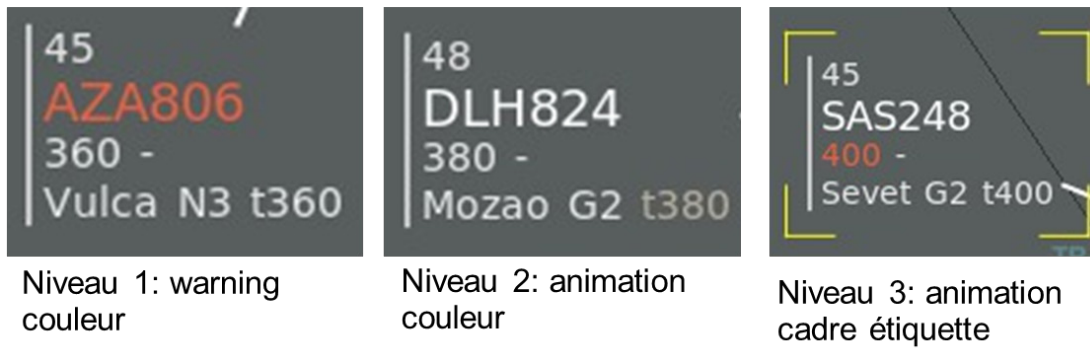 45
AZA806
360 -
Vulca N3 t360
Niveau 1: warning
couleur
48
DLH824
380 -
Mozao G2 t380
Niveau 2: animation
couleur
45
SAS248
400 -
Sevet G2 t400
Niveau 3: animation
cadre étiquette